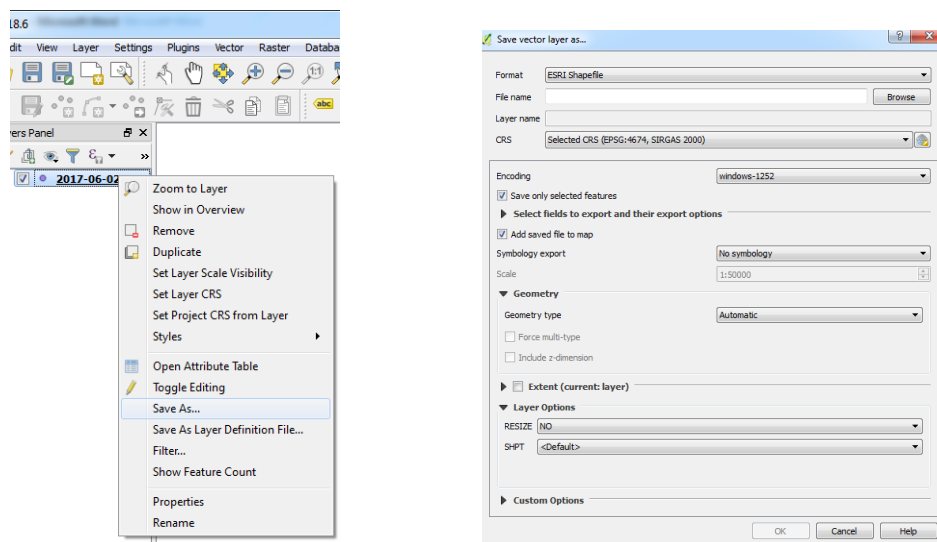 18.6
dit View Layer Settings Plugins Vector Raster Databa
1:1
abc
yers Panel
»
2017-06-02
Zoom to Layer
Show in Overview
Remove
Duplicate
Set Layer Scale Visibility
Set Layer CRS
Set Project CRS from Layer
Styles
Open Attribute Table
Toggle Editing
Save As...
Save As Layer Definition File...
Filter...
Show Feature Count
Properties
Rename
Save vector layer as...
Format ESRI Shapefile
File name Browse
Layer name
CRS Selected CRS (EPSG:4674, SIRGAS 2000)
Encoding windows-1252
Save only selected features
Select fields to export and their export options
Add saved file to map
Symbology export No symbology
Scale 1:50000
Geometry
Geometry type Automatic
Force multi-type
Include z-dimension
Extent (current: layer)
Layer Options
RESIZE NO
SHPT <Default>
Custom Options
OK Cancel Help